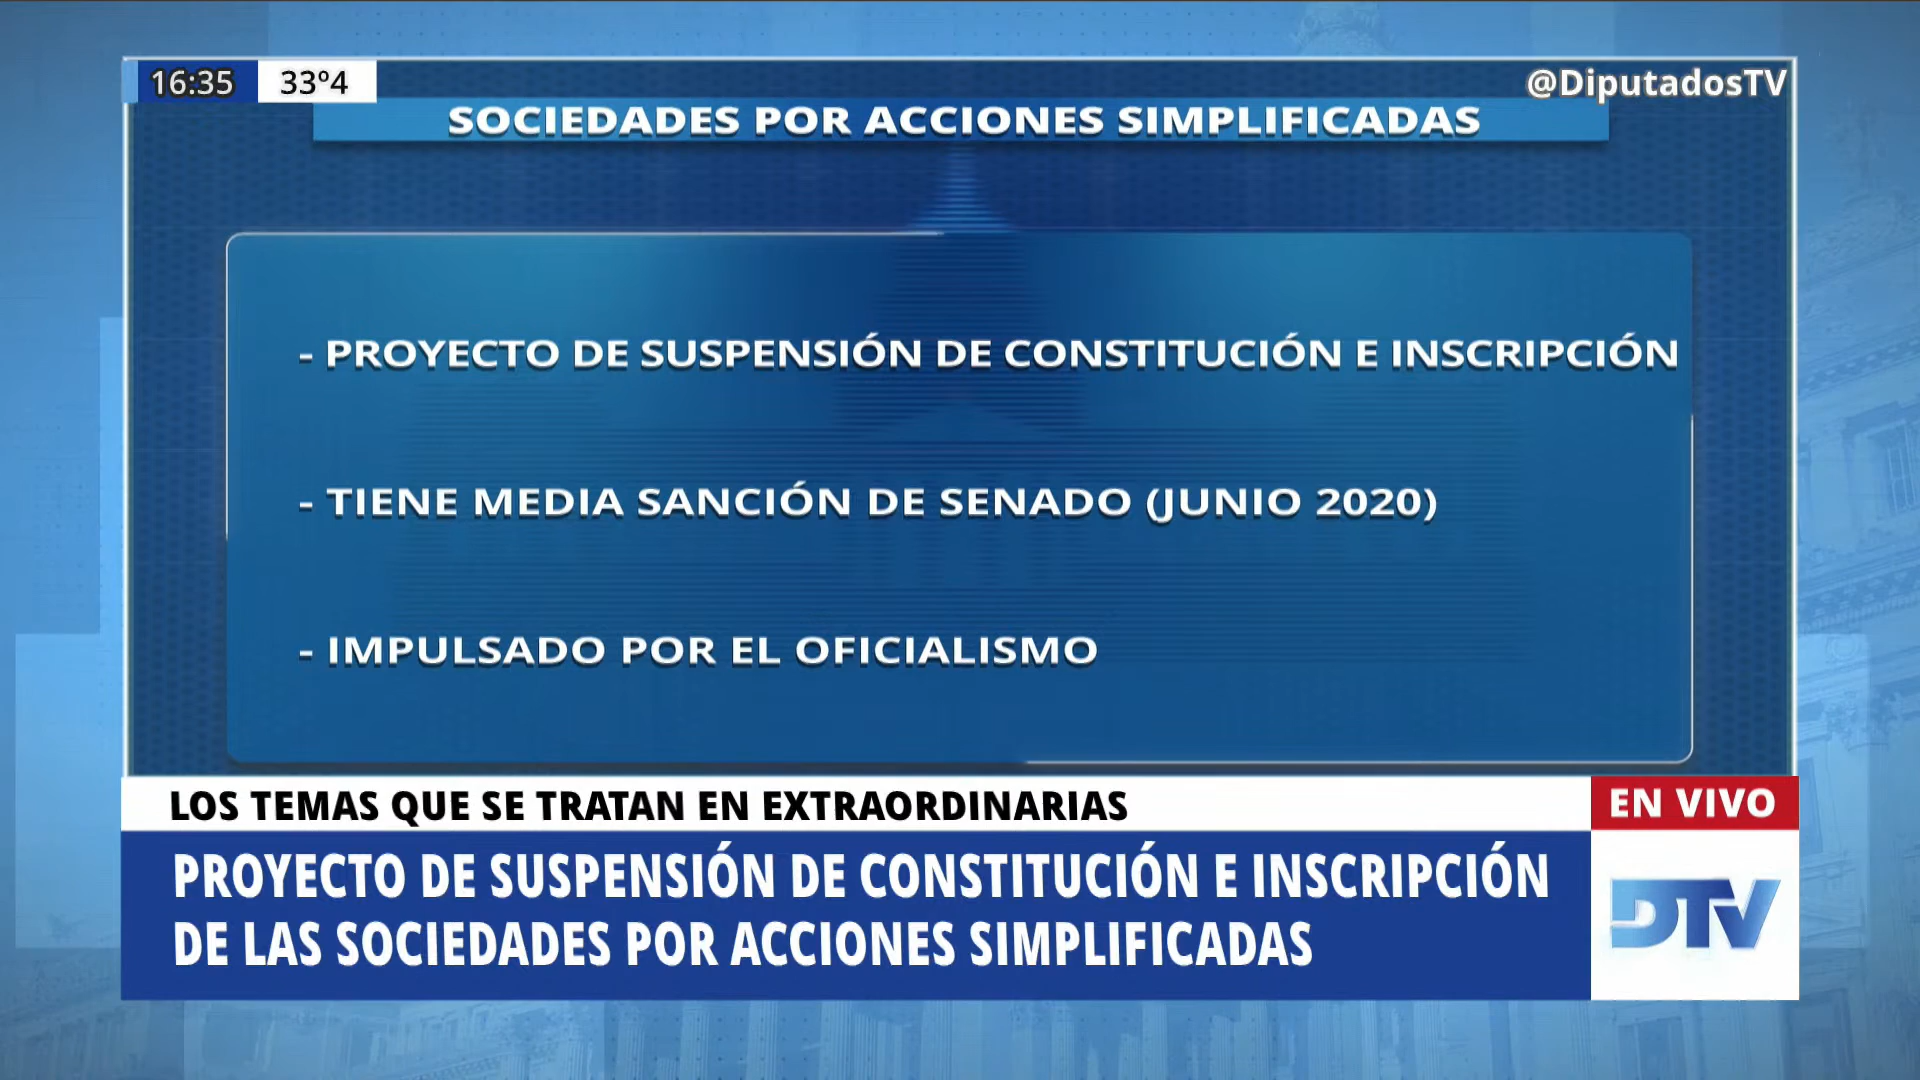 16:35 33º4
@DiputadosTV
SOCIEDADES POR ACCIONES SIMPLIFICADAS
- PROYECTO DE SUSPENSIÓN DE CONSTITUCIÓN E INSCRIPCIÓN
- TIENE MEDIA SANCIÓN DE SENADO (JUNIO 2020)
- IMPULSADO POR EL OFICIALISMO
LOS TEMAS QUE SE TRATAN EN EXTRAORDINARIAS
EN VIVO
PROYECTO DE SUSPENSIÓN DE CONSTITUCIÓN E INSCRIPCIÓN
DE LAS SOCIEDADES POR ACCIONES SIMPLIFICADAS
DTV